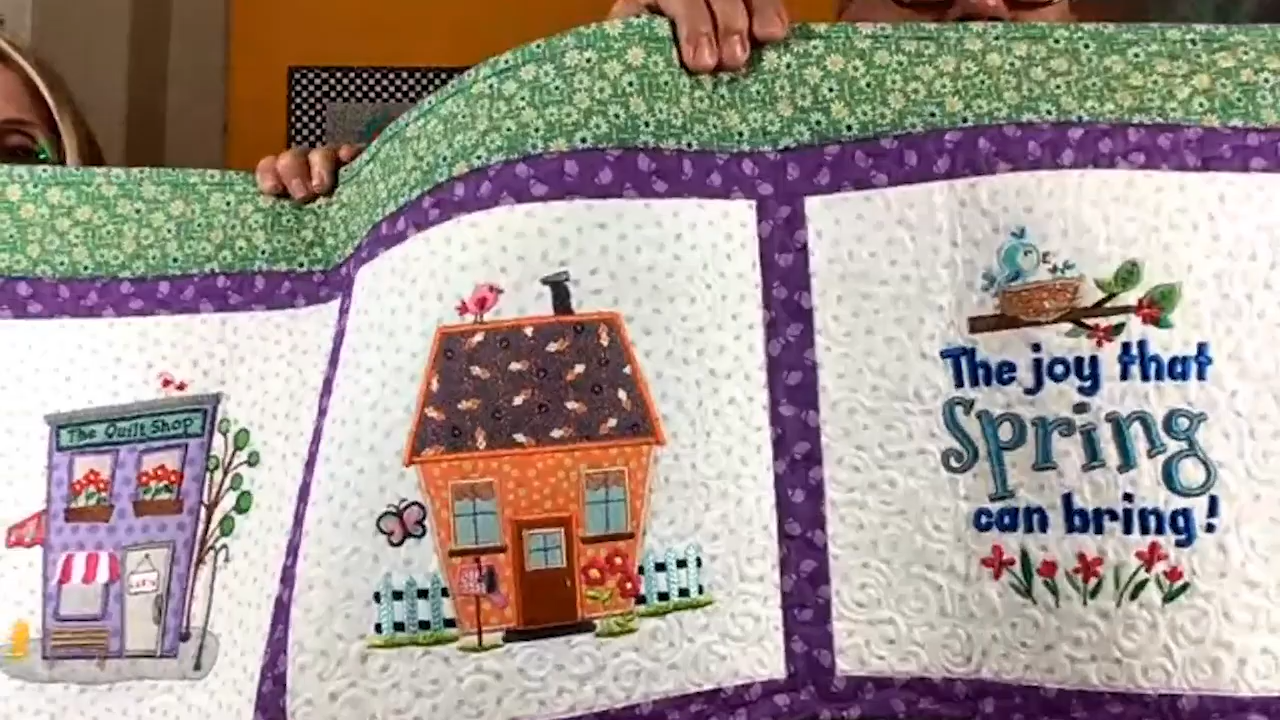 The Quilt Shop
The joy that
Spring
can bring!